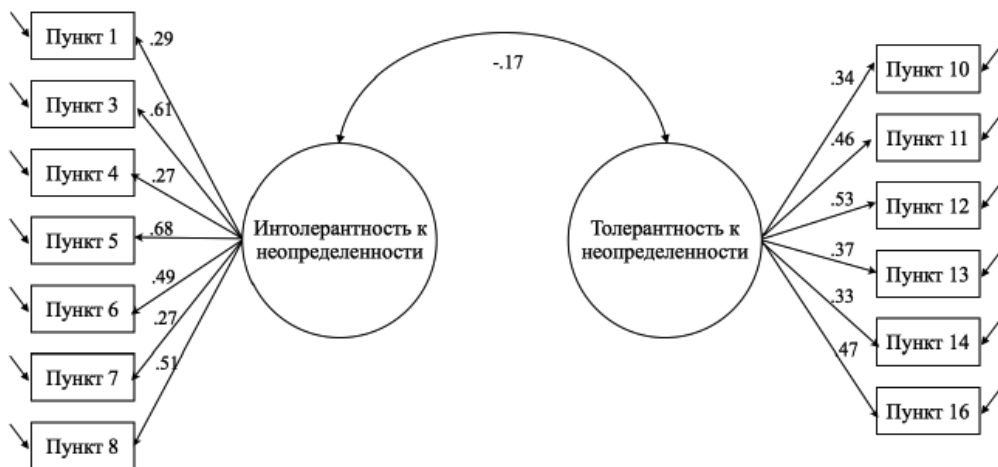 Пункт 1
.29
Пункт 3
.61
Пункт 4
.27
Пункт 5
.68
Пункт 6
.49
Пункт 7
.27
Пункт 8
.51
Интолерантность к
неопределенности
-.17
Толерантность к
неопределенности
.34
Пункт 10
.46
Пункт 11
.53
Пункт 12
.37
Пункт 13
.33
Пункт 14
.47
Пункт 16